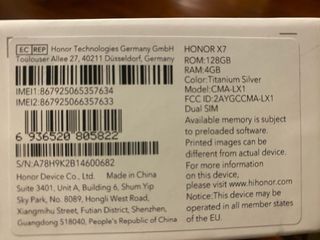 EC REP Honor Technologies Germany GmbH
Toulouser Allee 27, 40211 Düsseldorf, Germany
IMEI1:867925065357634
IMEI2:867925066357633
6 936520 805822
S/N:A78H9K2B14600682
Honor Device Co., Ltd. Made in China
Suite 3401, Unit A, Building 6, Shum Yip
Sky Park, No. 8089, Hongli West Road,
Xiangmihu Street, Futian District, Shenzhen,
Guangdong 518040, People's Republic of China
HONOR X7
ROM:128GB
RAM:4GB
Color:Titanium Silver
Model:CMA-LX1
FCC ID:2AYGCCMA-LX1
Dual SIM
Available memory is subject
to preloaded software.
Printed images can be
different from actual device.
For more information
on this device,
please visit www.hihonor.com
Notice:This device may be
operated in all member states
of the EU.